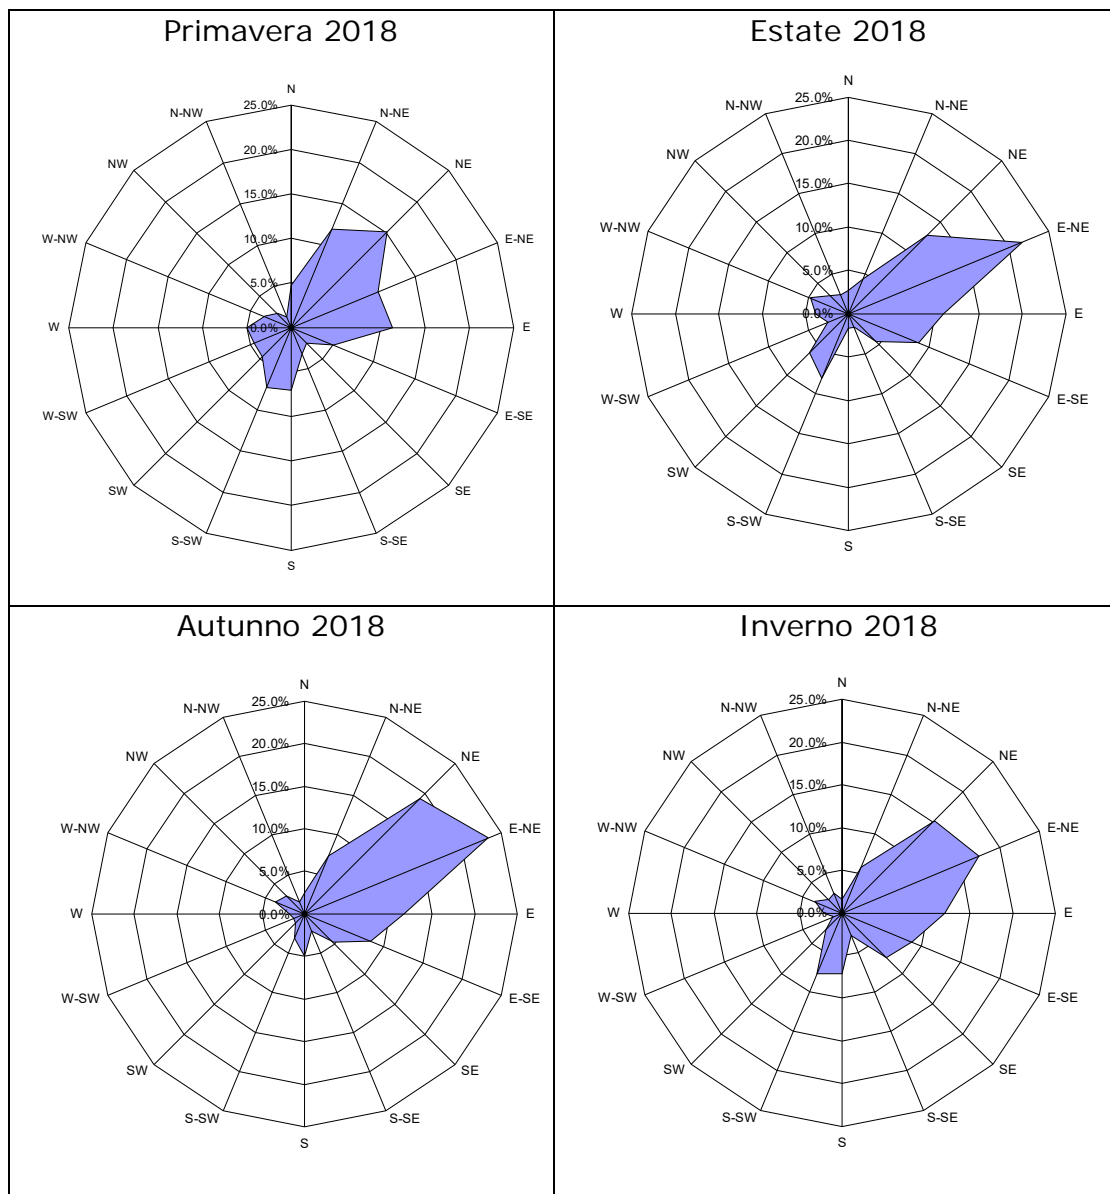 Primavera 2018
N
N-NW
25.0%
N-NE
20.0%
NW
NE
15.0%
W-NW
10.0%
E-NE
5.0%
W
0.0%
E
W-SW
E-SE
SW
SE
S-SW
S-SE
S
Estate 2018
N
N-NW
25.0%
N-NE
20.0%
NW
NE
15.0%
W-NW
10.0%
E-NE
5.0%
W
0.0%
E
W-SW
E-SE
SW
SE
S-SW
S-SE
S
Autunno 2018
N
N-NW
25.0%
N-NE
20.0%
NW
NE
15.0%
W-NW
10.0%
E-NE
5.0%
W
0.0%
E
W-SW
E-SE
SW
SE
S-SW
S-SE
S
Inverno 2018
N
N-NW
25.0%
N-NE
20.0%
NW
NE
15.0%
W-NW
10.0%
E-NE
5.0%
W
0.0%
E
W-SW
E-SE
SW
SE
S-SW
S-SE
S